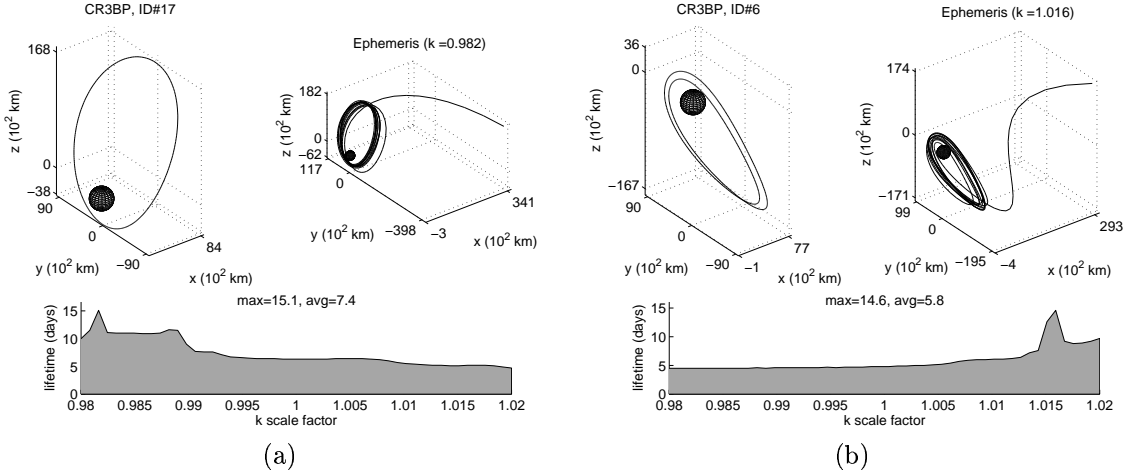 CR3BP, ID#17
168
0
−38
90
z (10² km)
0
y (10² km)
−90
84
x (10² km)
Ephemeris (k =0.982)
182
0
−62
117
z (10² km)
0
y (10² km)
−398
−3
341
x (10² km)
max=15.1, avg=7.4
15
10
5
0
lifetime (days)
0.98 0.985 0.99 0.995 1 1.005 1.01 1.015 1.02
k scale factor
(a)
CR3BP, ID#6
36
0
−167
90
z (10² km)
0
y (10² km)
−90
−1
77
x (10² km)
Ephemeris (k =1.016)
174
0
−171
99
z (10² km)
0
y (10² km)
−195
−4
293
x (10² km)
max=14.6, avg=5.8
15
10
5
0
lifetime (days)
0.98 0.985 0.99 0.995 1 1.005 1.01 1.015 1.02
k scale factor
(b)